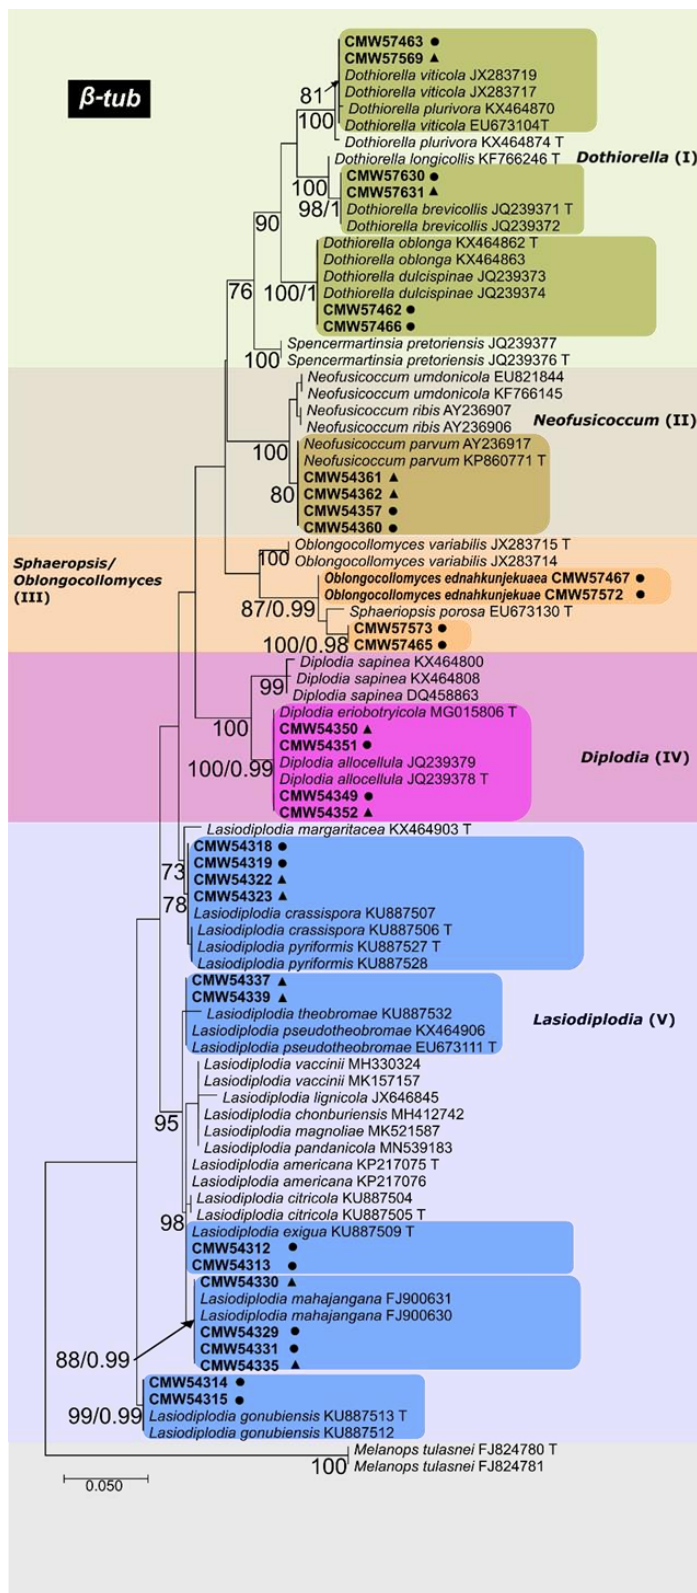 β-tub
CMW57463 ●
CMW57569 ▲
Dothiorella viticola JX283719
81
Dothiorella viticola JX283717
Dothiorella plurivora KX464870
100
Dothiorella viticola EU673104T
Dothiorella plurivora KX464874 T
Dothiorella longicollis KF766246 T
Dothiorella (I)
CMW57630 ●
100
CMW57631 ▲
98/1
Dothiorella brevicollis JQ239371 T
90
Dothiorella brevicollis JQ239372
Dothiorella oblonga KX464862 T
Dothiorella oblonga KX464863
Dothiorella dulcispinae JQ239373
76
100/1
Dothiorella dulcispinae JQ239374
CMW57462 ●
CMW57466 ●
Spencermartinsia pretoriensis JQ239377
100
Spencermartinsia pretoriensis JQ239376 T
Neofusicoccum umdonicola EU821844
Neofusicoccum umdonicola KF766145
Neofusicoccum ribis AY236907
Neofusicoccum ribis AY236906
Neofusicoccum (II)
100
Neofusicoccum parvum AY236917
Neofusicoccum parvum KP860771 T
CMW54361 ▲
80
CMW54362 ▲
CMW54357 ●
CMW54360 ●
Oblongocollomyces variabilis JX283715 T
100
Oblongocollomyces variabilis JX283714
Sphaeropsis/
Oblongocollomyces
(III)
Oblongocollomyces ednahkunjekuaea CMW57467 ●
Oblongocollomyces ednahkunjekuae CMW57572 ●
87/0.99
Sphaeriopsis porosa EU673130 T
CMW57573 ●
100/0.98
CMW57465 ●
Diplodia sapinea KX464800
Diplodia sapinea KX464808
99
Diplodia sapinea DQ458863
Diplodia eriobotryicola MG015806 T
100
CMW54350 ▲
CMW54351 ●
Diplodia (IV)
100/0.99
Diplodia allocellula JQ239379
Diplodia allocellula JQ239378 T
CMW54349 ●
CMW54352 ▲
Lasiodiplodia margaritacea KX464903 T
CMW54318 ●
CMW54319 ●
73
CMW54322 ▲
CMW54323 ▲
78
Lasiodiplodia crassispora KU887507
Lasiodiplodia crassispora KU887506 T
Lasiodiplodia pyriformis KU887527 T
Lasiodiplodia pyriformis KU887528
CMW54337 ▲
CMW54339 ▲
Lasiodiplodia theobromae KU887532
Lasiodiplodia (V)
Lasiodiplodia pseudotheobromae KX464906
Lasiodiplodia pseudotheobromae EU673111 T
Lasiodiplodia vaccinii MH330324
Lasiodiplodia vaccinii MK157157
Lasiodiplodia lignicola JX646845
Lasiodiplodia chonburiensis MH412742
95
Lasiodiplodia magnoliae MK521587
Lasiodiplodia pandanicola MN539183
Lasiodiplodia americana KP217075 T
Lasiodiplodia americana KP217076
Lasiodiplodia citricola KU887504
Lasiodiplodia citricola KU887505 T
98
Lasiodiplodia exigua KU887509 T
CMW54312 ●
CMW54313 ●
CMW54330 ▲
Lasiodiplodia mahajangana FJ900631
Lasiodiplodia mahajangana FJ900630
CMW54329 ●
CMW54331 ●
88/0.99
CMW54335 ▲
CMW54314 ●
CMW54315 ●
99/0.99
Lasiodiplodia gonubiensis KU887513 T
Lasiodiplodia gonubiensis KU887512
Melanops tulasnei FJ824780 T
100
Melanops tulasnei FJ824781
0.050